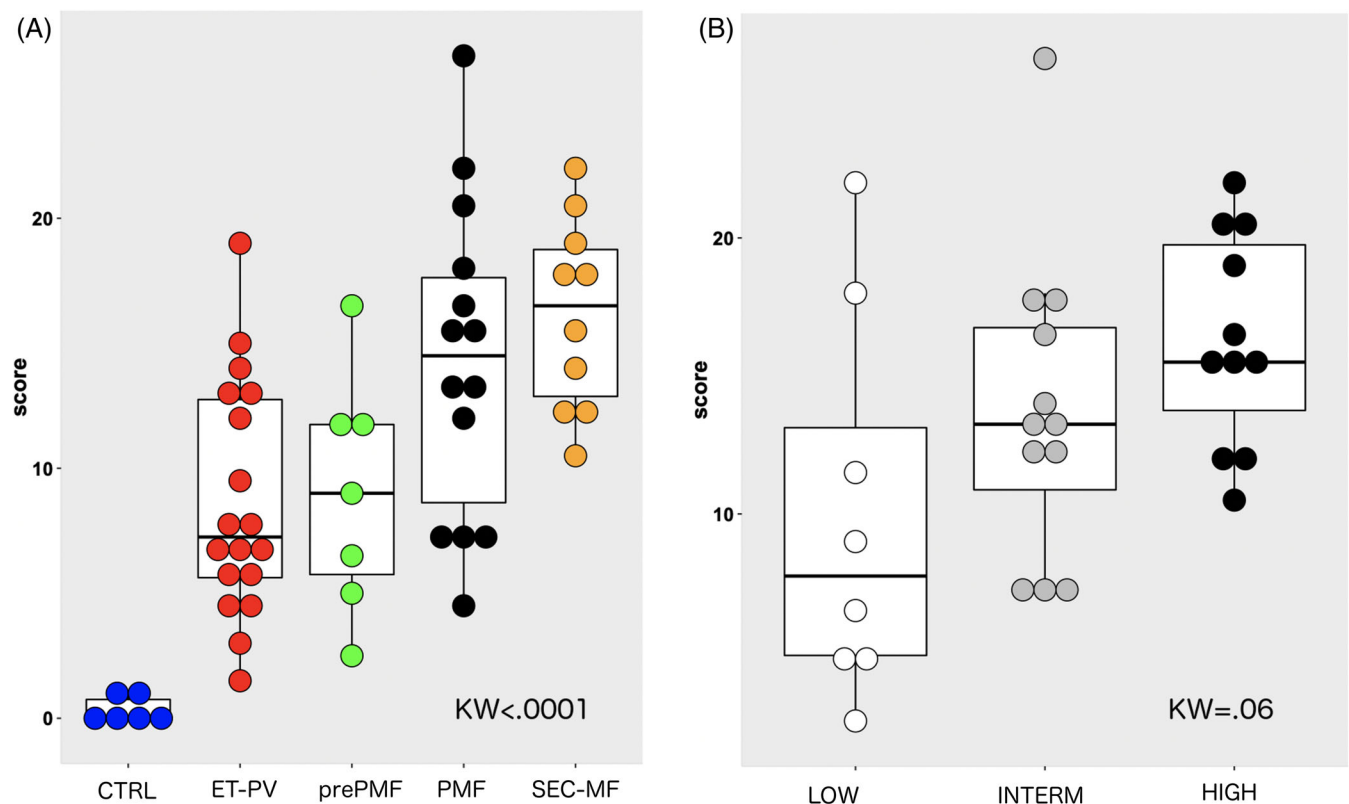 (A)
score
20
10
0
KW<.0001
CTRL ET-PV prePMF PMF SEC-MF
(B)
score
20
10
KW=.06
LOW INTERM HIGH